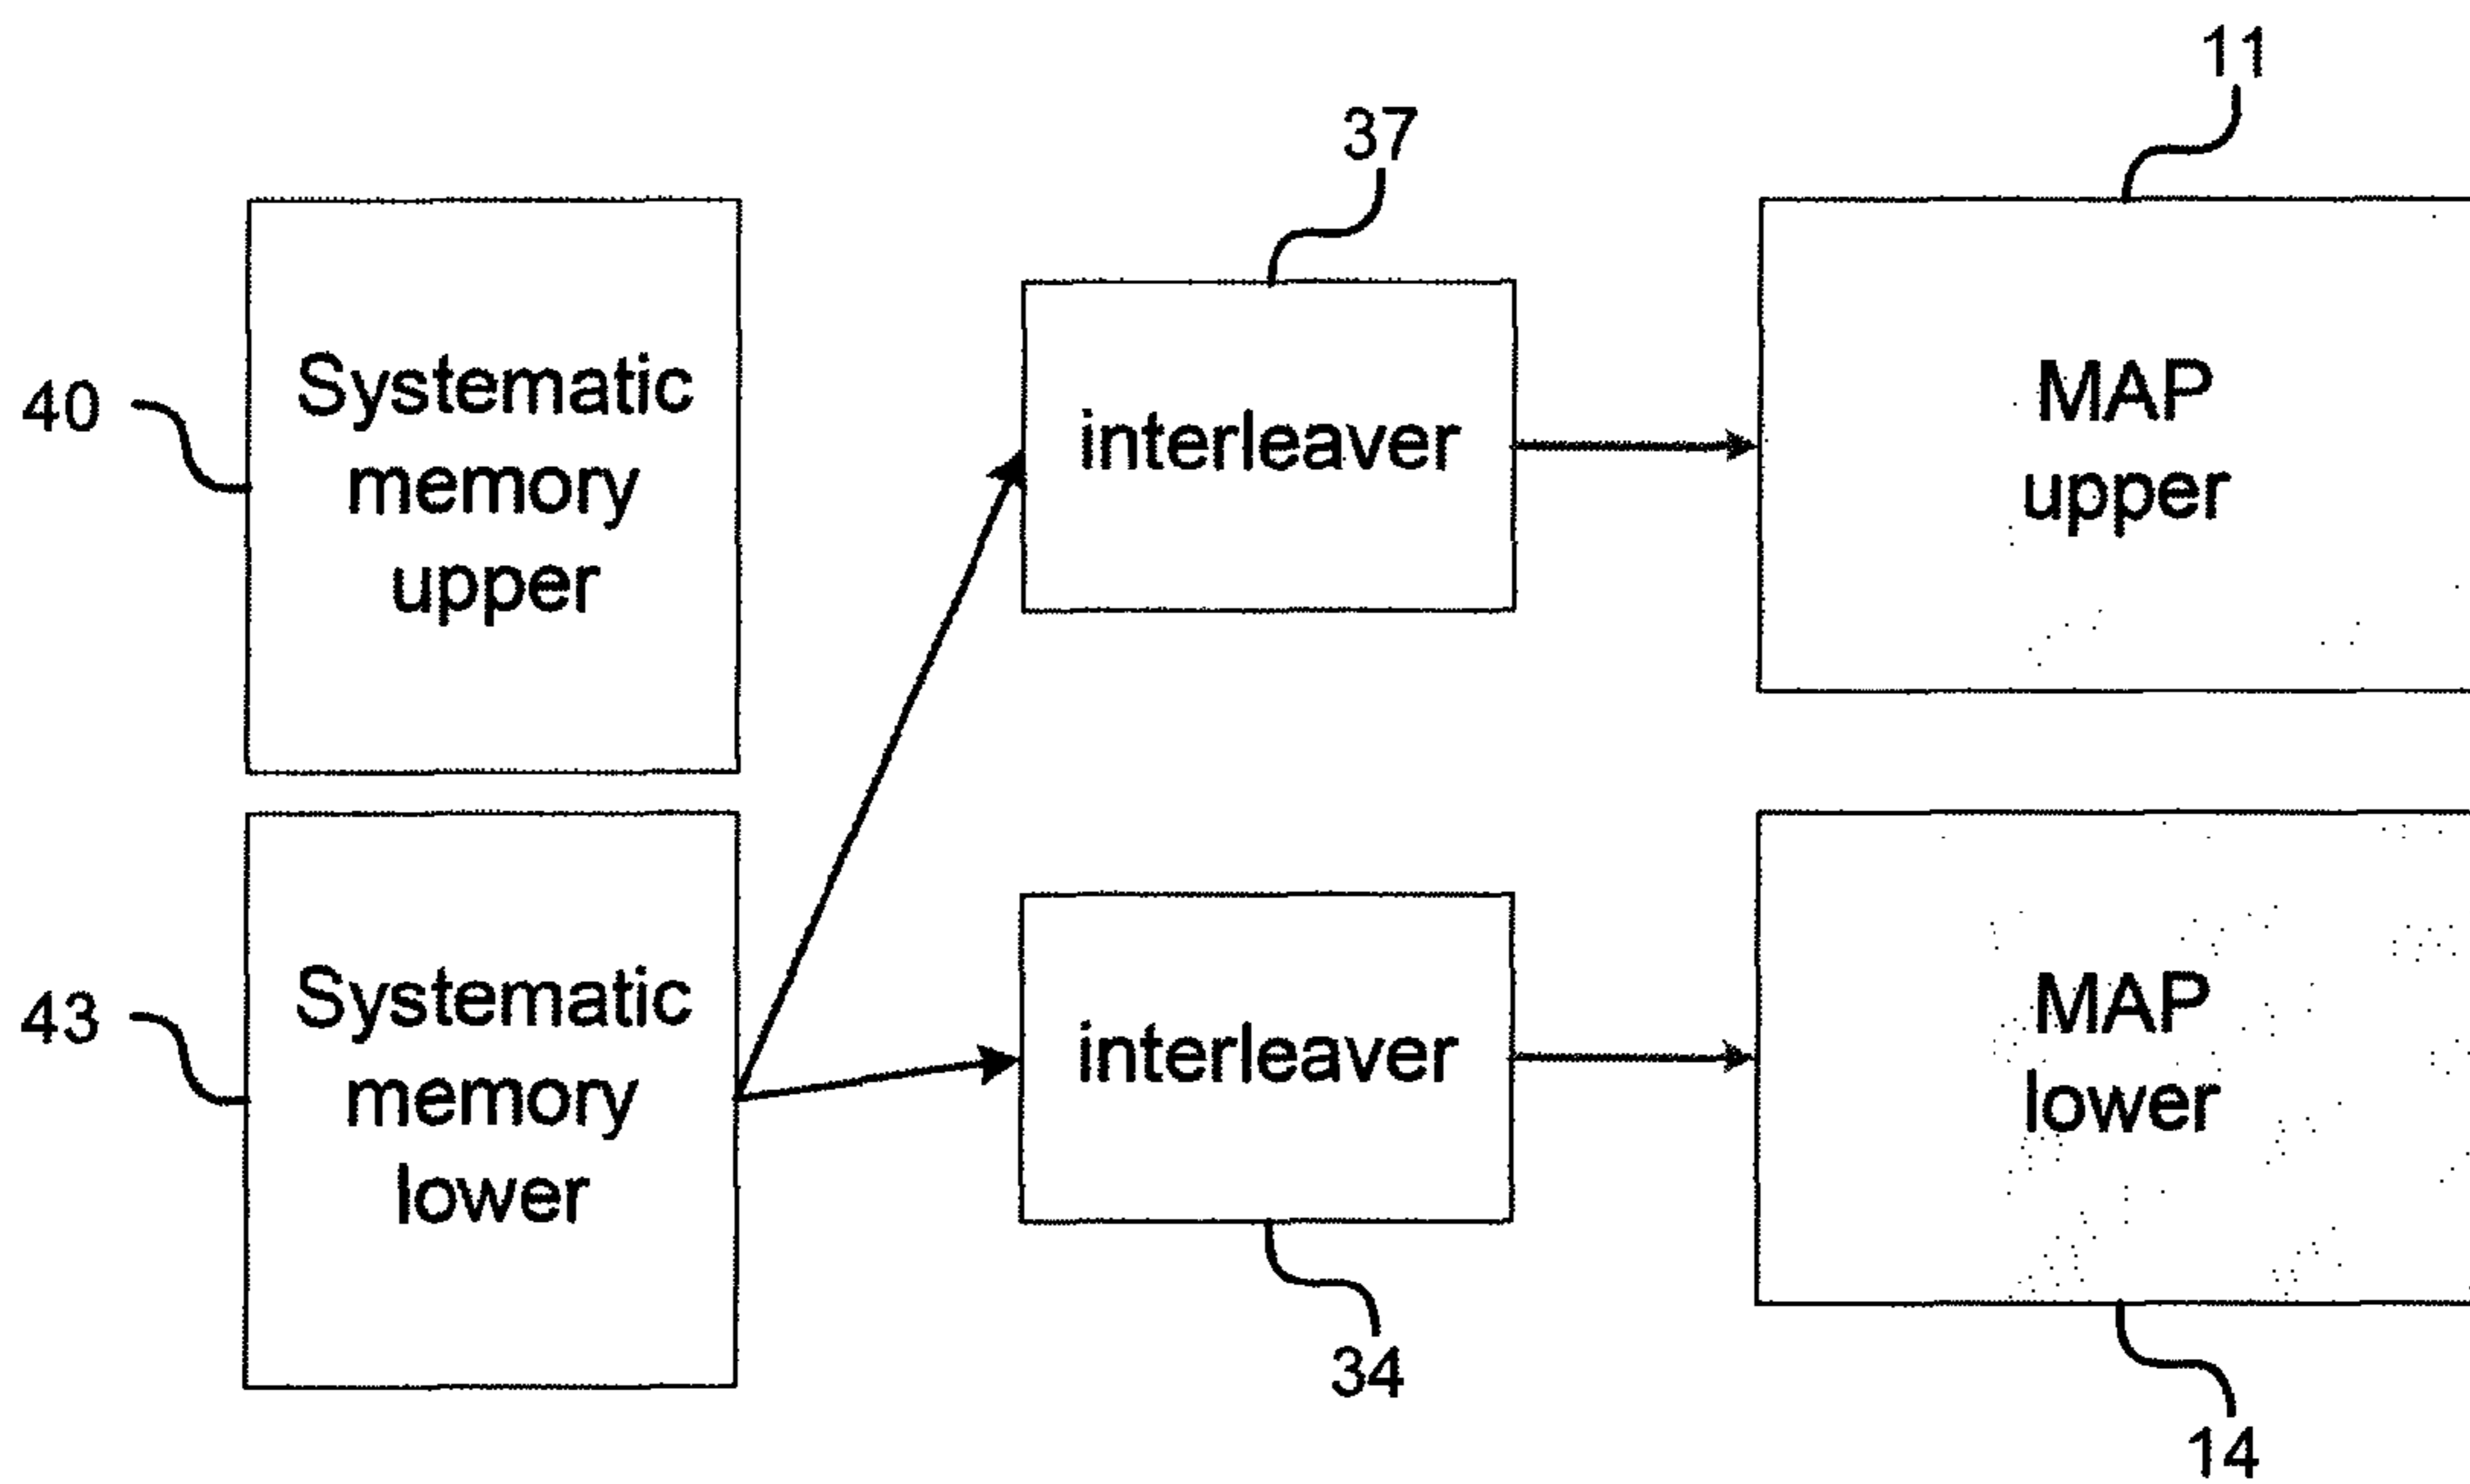 11
37
40
Systematic
memory
upper
interleaver
MAP
upper
43
Systematic
memory
lower
interleaver
MAP
lower
34
14